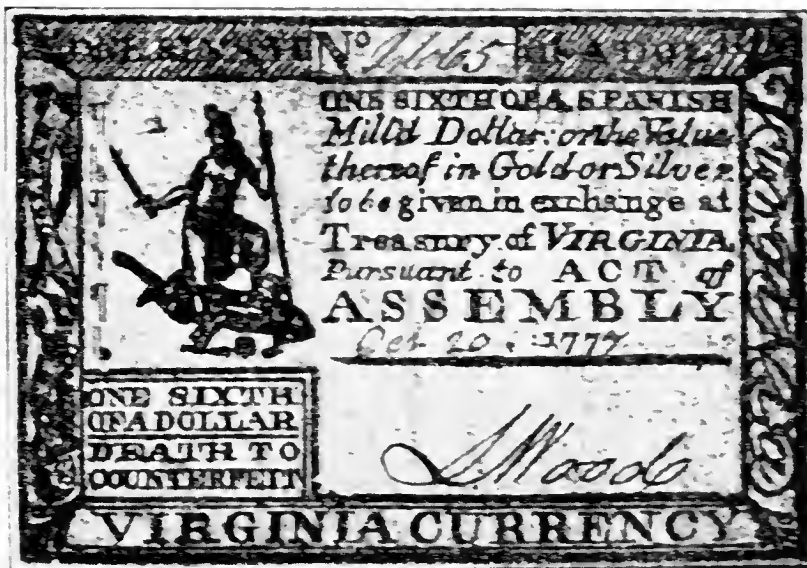 No 6665
ONE SIXTH OF A SPANISH
Mill'd Dollar; or the Value
thereof in Gold or Silver
to be given in exchange at
Treasury of VIRGINIA
Pursuant to ACT of
ASSEMBLY
Oct 20 1777
ONE SIXTH
OF A DOLLAR
DEATH TO
COUNTERFEIT
Wood
VIRGINIA CURRENCY